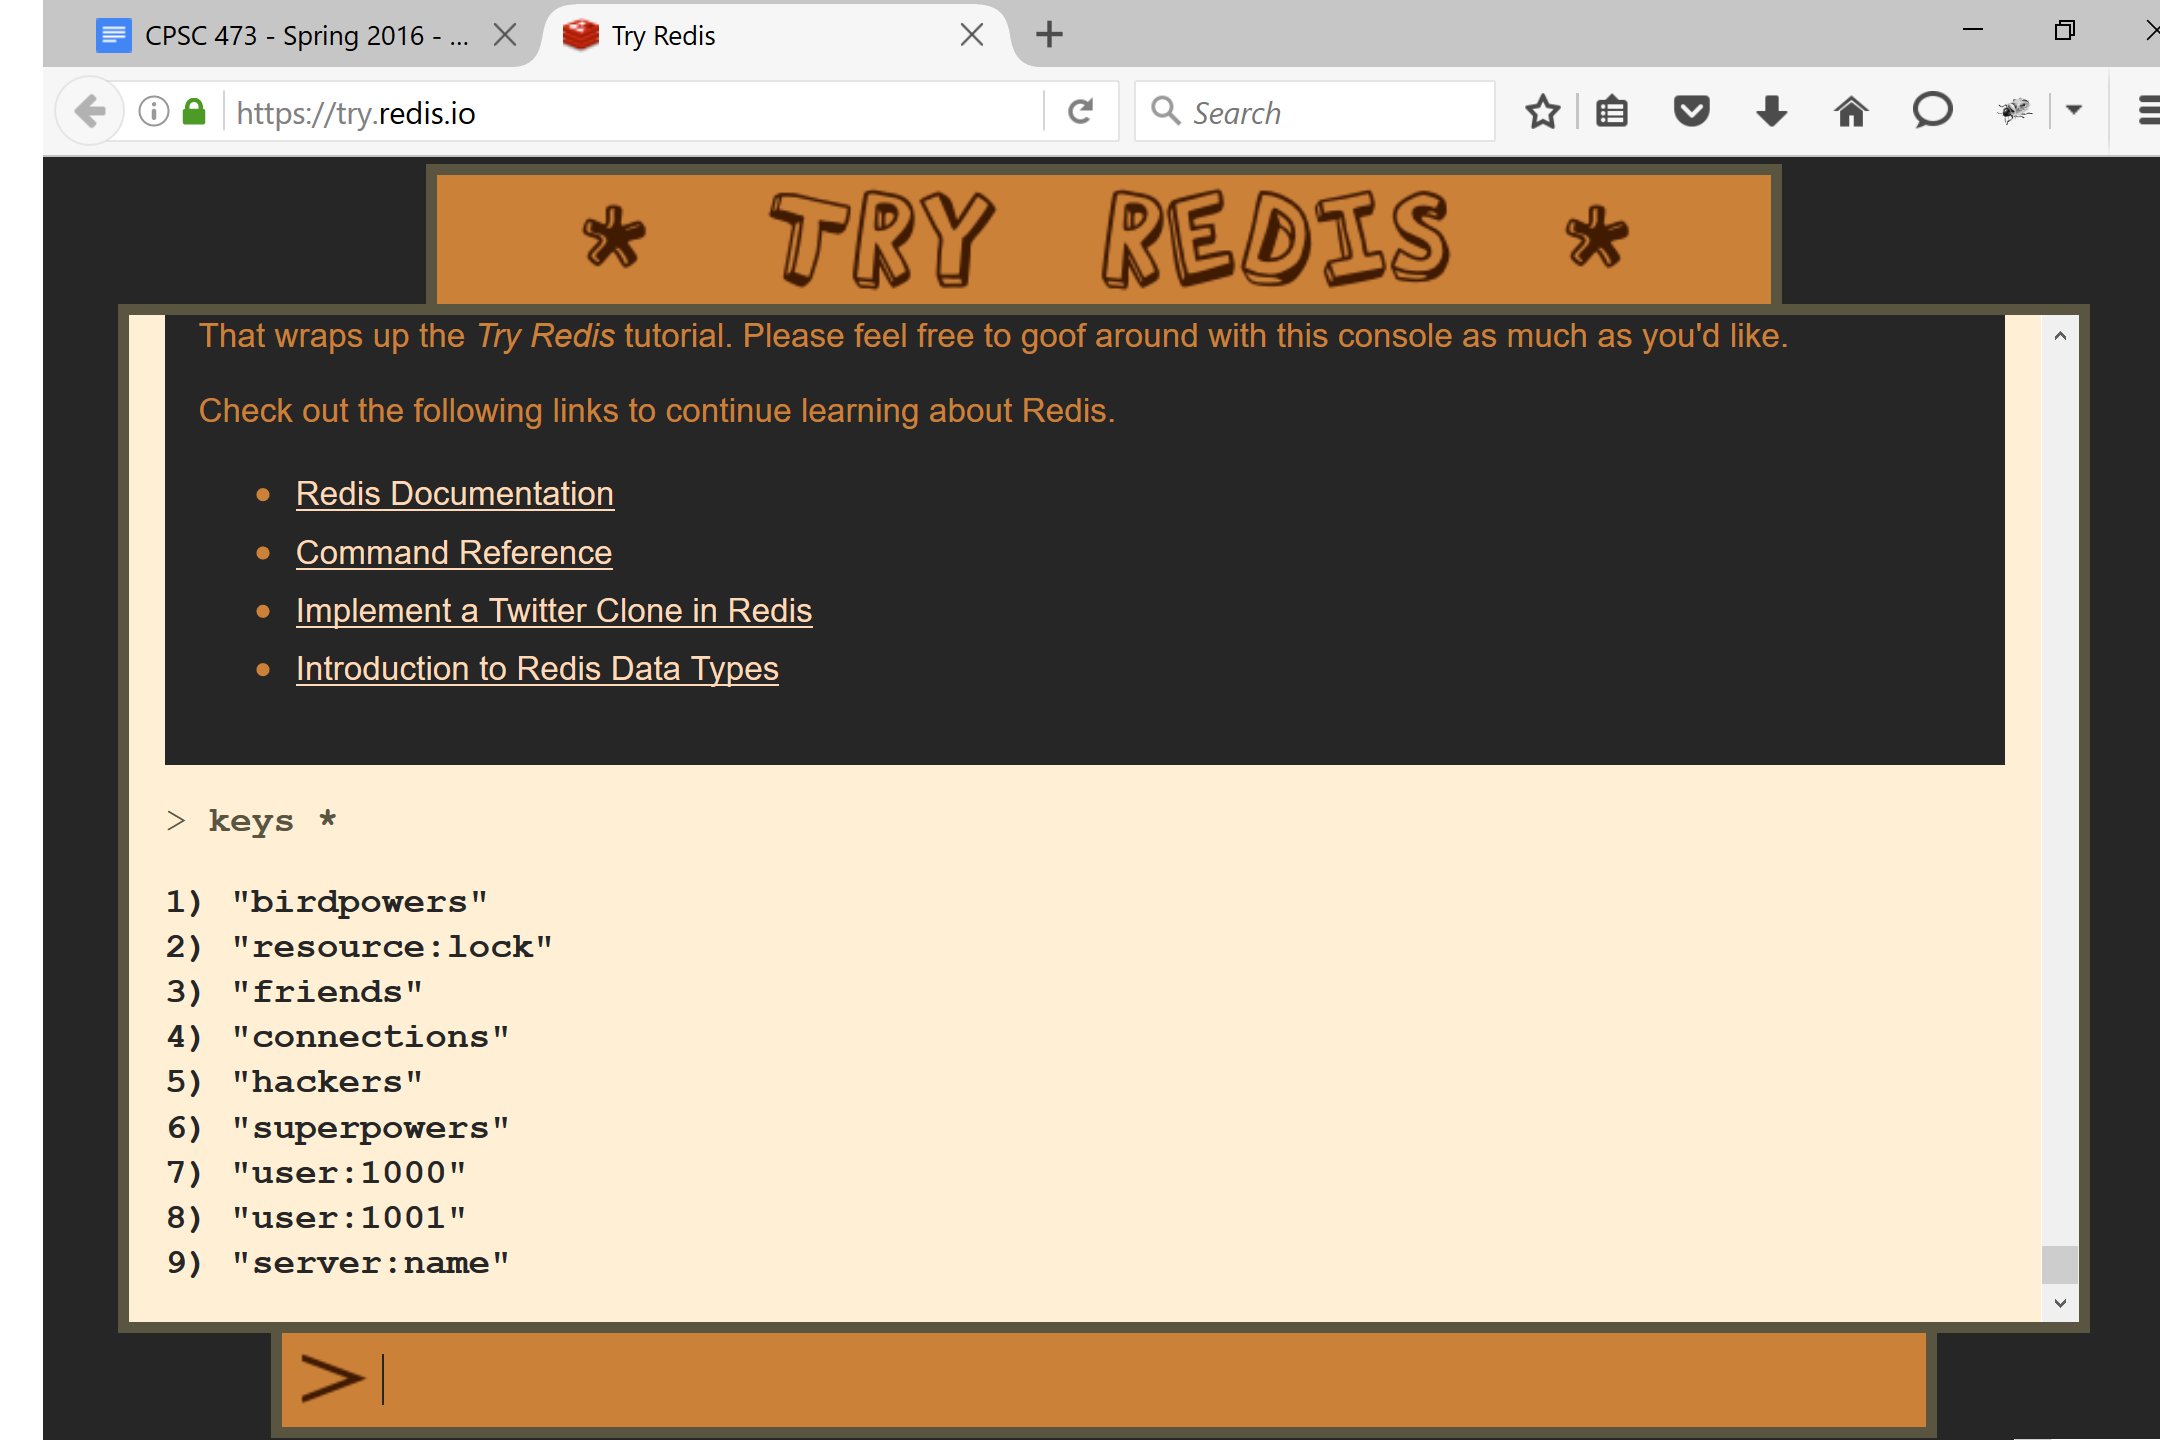 CPSC 473 - Spring 2016 - ...
Try Redis
https://try.redis.io
Search
* TRY REDIS *
That wraps up the Try Redis tutorial. Please feel free to goof around with this console as much as you'd like.
Check out the following links to continue learning about Redis.
• Redis Documentation
• Command Reference
• Implement a Twitter Clone in Redis
• Introduction to Redis Data Types
> keys *
1) "birdpowers"
2) "resource:lock"
3) "friends"
4) "connections"
5) "hackers"
6) "superpowers"
7) "user:1000"
8) "user:1001"
9) "server:name"
>